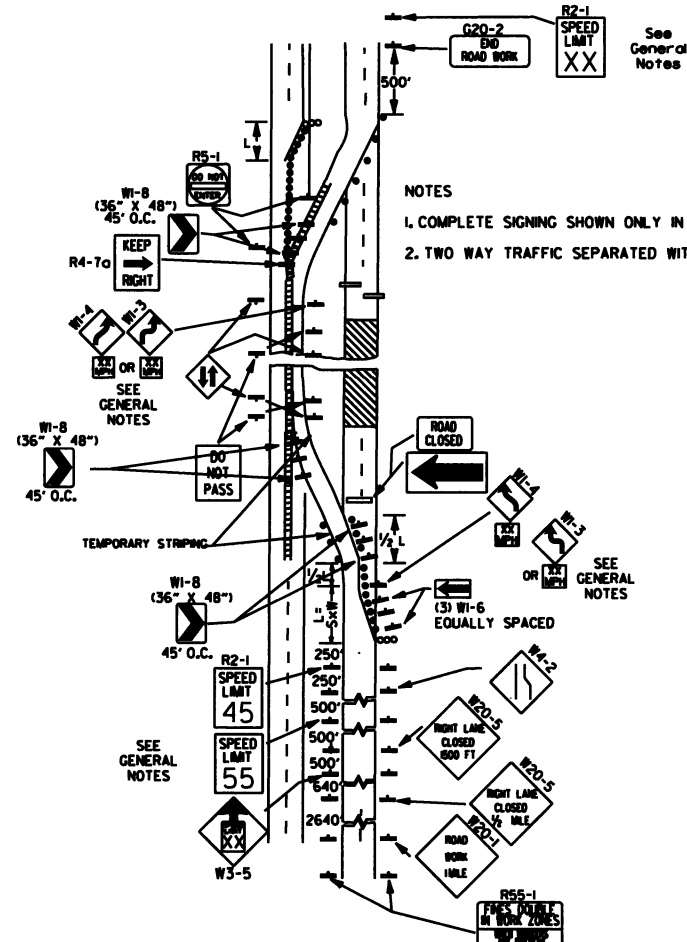 R2-1
SPEED
LIMIT
XX
See
General
Notes
G20-2
END
ROAD WORK
500'
L
R5-1
DO NOT
ENTER
W1-8
(36" X 48")
45' O.C.
KEEP
RIGHT
R4-7a
NOTES
1. COMPLETE SIGNING SHOWN ONLY IN
2. TWO WAY TRAFFIC SEPARATED WIT
W1-4
W1-3
XX
MPH
OR
XX
MPH
SEE
GENERAL
NOTES
W1-8
(36" X 48")
45' O.C.
DO
NOT
PASS
ROAD
CLOSED
TEMPORARY STRIPING
1/2 L
W1-4
XX
MPH
W1-3
OR
XX
MPH
SEE
GENERAL
NOTES
1/2 L
L=
SxW
(3) W1-6
EQUALLY SPACED
W1-8
(36" X 48")
45' O.C.
R2-1
SPEED
LIMIT
45
250'
250'
500'
500'
500'
640'
2640'
W4-2
W20-5
RIGHT LANE
CLOSED
1500 FT
SEE
GENERAL
NOTES
SPEED
LIMIT
55
W20-5
RIGHT LANE
CLOSED
1/2 MILE
XX
W3-5
W20-1
ROAD
WORK
1 MILE
R55-1
FINES DOUBLE
IN WORK ZONES